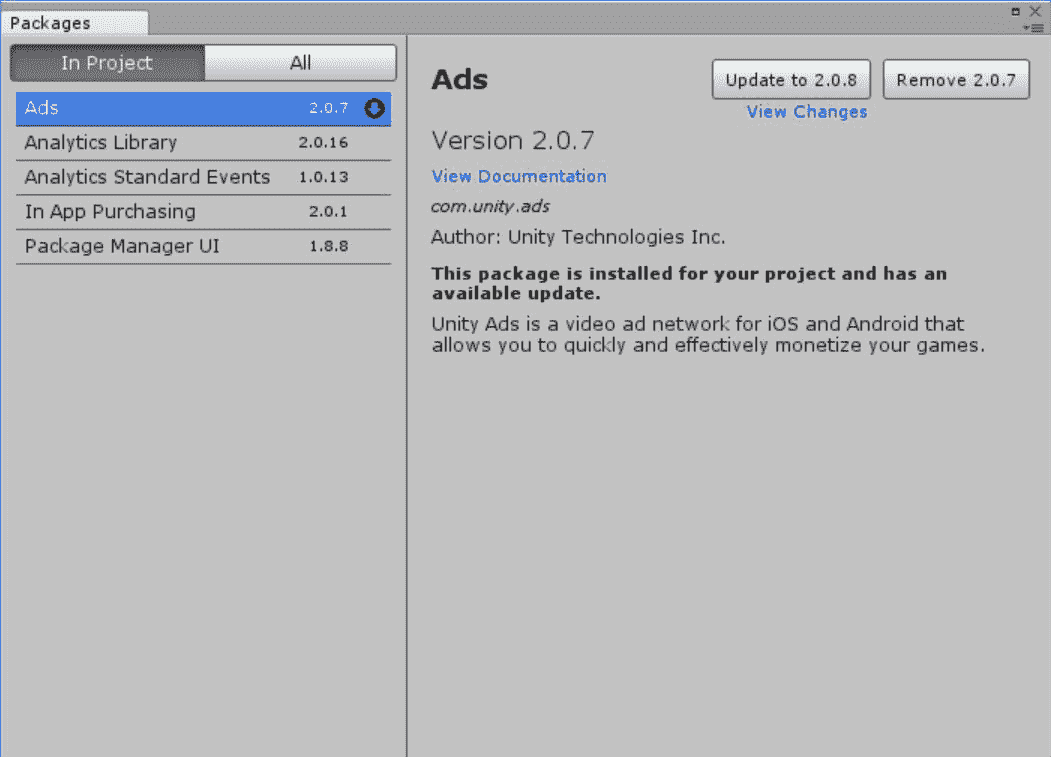 Packages
In Project All
Ads 2.0.7
Analytics Library 2.0.16
Analytics Standard Events 1.0.13
In App Purchasing 2.0.1
Package Manager UI 1.8.8
Ads
Update to 2.0.8 Remove 2.0.7
View Changes
Version 2.0.7
View Documentation
com.unity.ads
Author: Unity Technologies Inc.
This package is installed for your project and has an
available update.
Unity Ads is a video ad network for iOS and Android that
allows you to quickly and effectively monetize your games.